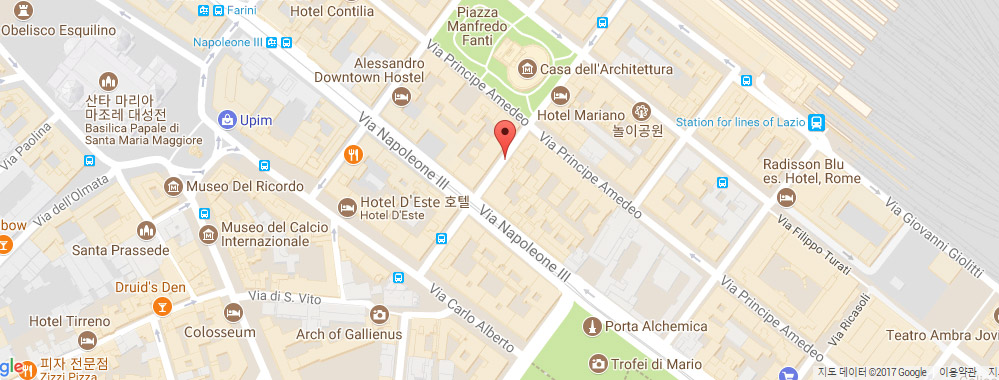 Farini
Hotel Contilia
Piazza
Manfredo
Fanti
Obelisco Esquilino
Napoleone III
Alessandro
Downtown Hostel
Via Principe Amedeo
Casa dell'Architettura
산타 마리아
마조레 대성전
Basilica Papale di
Santa Maria Maggiore
Upim
Hotel Mariano
놀이공원
Station for lines of Lazio
Via Paolina
Via Napoleone III
Via Principe Amedeo
Radisson Blu
es. Hotel, Rome
Via dell'Olmata
Museo Del Ricordo
Hotel D'Este 호텔
Hotel D'Este
Via Giovanni Giolitti
bow
Santa Prassede
Museo del Calcio
Internazionale
Via Napoleone III
Via Filippo Turati
Druid's Den
Via di S. Vito
Via Carlo Alberto
Via Principe Amedeo
Via Ricasoli
Hotel Tirreno
Colosseum
Arch of Gallienus
Porta Alchemica
Teatro Ambra Jov
gle
피자 전문점
Zizzi Pizza
Trofei di Mario
지도 데이터 ©2017 Google
이용약관
지도